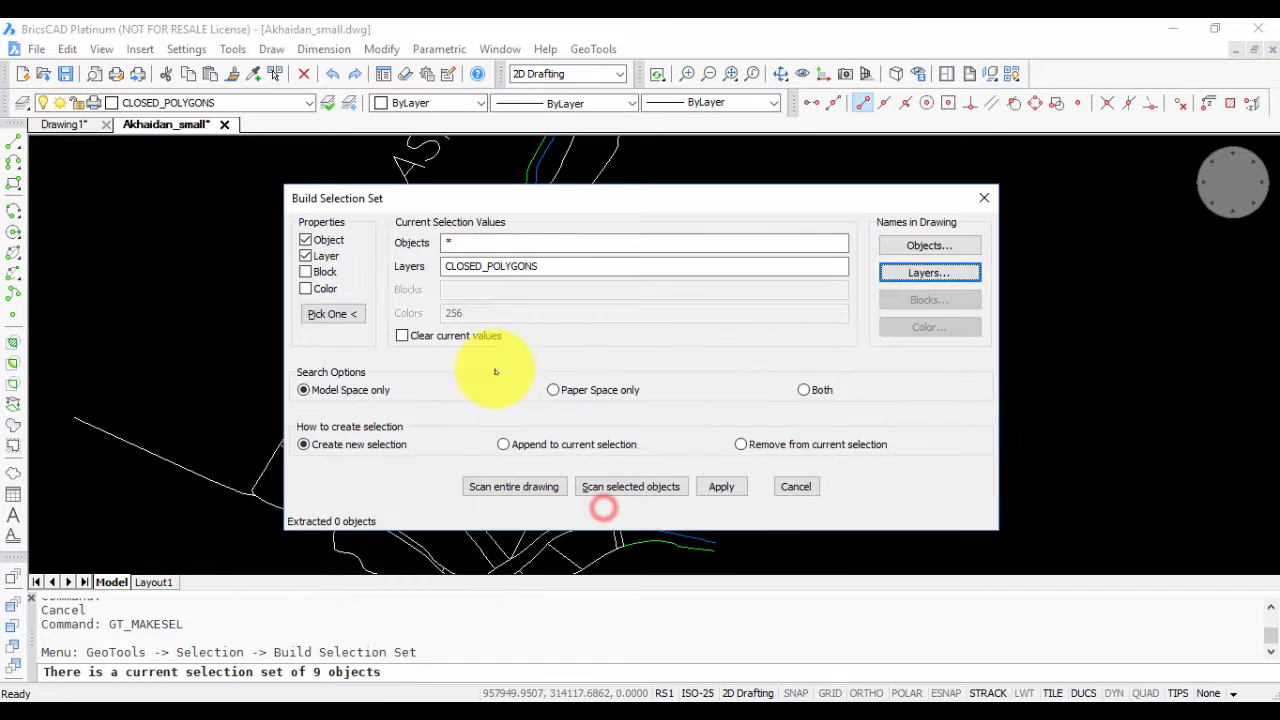 BricsCAD Platinum (NOT FOR RESALE License) - [Akhaidan_small.dwg]
File Edit View Insert Settings Tools Draw Dimension Modify Parametric Window Help GeoTools
2D Drafting
CLOSED_POLYGONS ByLayer ByLayer ByLayer
Drawing1* Akhaidan_small*
AS
Build Selection Set
Properties Current Selection Values Names in Drawing
Object Objects * Objects...
Layer Layers CLOSED_POLYGONS Layers...
Block Blocks Blocks...
Color Colors 256 Color...
Pick One <
Clear current values
Search Options
Model Space only Paper Space only Both
How to create selection
Create new selection Append to current selection Remove from current selection
Scan entire drawing Scan selected objects Apply Cancel
Extracted 0 objects
Model Layout1
Cancel
Command: GT_MAKESEL
Menu: GeoTools -> Selection -> Build Selection Set
There is a current selection set of 9 objects
Ready 957949.9507, 314117.6862, 0.0000 RS1 ISO-25 2D Drafting SNAP GRID ORTHO POLAR ESNAP STRACK LWT TILE DUCS DYN QUAD TIPS None